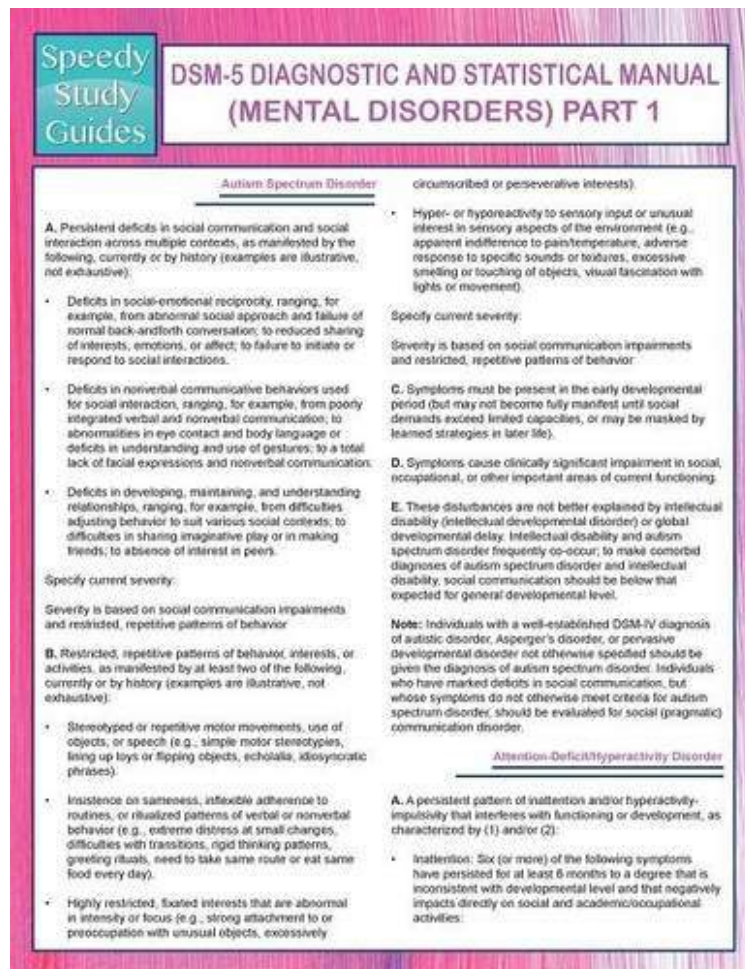 Speedy
Study
Guides
DSM-5 DIAGNOSTIC AND STATISTICAL MANUAL
(MENTAL DISORDERS) PART 1
Autism Spectrum Disorder
A. Persistent deficits in social communication and social
interaction across multiple contexts, as manifested by the
following, currently or by history (examples are illustrative,
not exhaustive):
• Deficits in social-emotional reciprocity, ranging, for
example, from abnormal social approach and failure of
normal back-andforth conversation; to reduced sharing
of interests, emotions, or affect; to failure to initiate or
respond to social interactions.
• Deficits in nonverbal communicative behaviors used
for social interaction, ranging, for example, from poorly
integrated verbal and nonverbal communication; to
abnormalities in eye contact and body language or
deficits in understanding and use of gestures; to a total
lack of facial expressions and nonverbal communication.
• Deficits in developing, maintaining, and understanding
relationships, ranging, for example, from difficulties
adjusting behavior to suit various social contexts; to
difficulties in sharing imaginative play or in making
friends; to absence of interest in peers.
Specify current severity:
Severity is based on social communication impairments
and restricted, repetitive patterns of behavior
B. Restricted, repetitive patterns of behavior, interests, or
activities, as manifested by at least two of the following,
currently or by history (examples are illustrative, not
exhaustive):
• Stereotyped or repetitive motor movements, use of
objects, or speech (e.g., simple motor stereotypies,
lining up toys or flipping objects, echolalia, idiosyncratic
phrases).
• Insistence on sameness, inflexible adherence to
routines, or ritualized patterns of verbal or nonverbal
behavior (e.g., extreme distress at small changes,
difficulties with transitions, rigid thinking patterns,
greeting rituals, need to take same route or eat same
food every day).
• Highly restricted, fixated interests that are abnormal
in intensity or focus (e.g., strong attachment to or
preoccupation with unusual objects, excessively
circumscribed or perseverative interests).
• Hyper- or hyporeactivity to sensory input or unusual
interest in sensory aspects of the environment (e.g.,
apparent indifference to pain/temperature, adverse
response to specific sounds or textures, excessive
smelling or touching of objects, visual fascination with
lights or movement).
Specify current severity:
Severity is based on social communication impairments
and restricted, repetitive patterns of behavior
C. Symptoms must be present in the early developmental
period (but may not become fully manifest until social
demands exceed limited capacities, or may be masked by
learned strategies in later life).
D. Symptoms cause clinically significant impairment in social,
occupational, or other important areas of current functioning.
E. These disturbances are not better explained by intellectual
disability (intellectual developmental disorder) or global
developmental delay. Intellectual disability and autism
spectrum disorder frequently co-occur; to make comorbid
diagnoses of autism spectrum disorder and intellectual
disability, social communication should be below that
expected for general developmental level.
Note: Individuals with a well-established DSM-IV diagnosis
of autistic disorder, Asperger's disorder, or pervasive
developmental disorder not otherwise specified should be
given the diagnosis of autism spectrum disorder. Individuals
who have marked deficits in social communication, but
whose symptoms do not otherwise meet criteria for autism
spectrum disorder, should be evaluated for social (pragmatic)
communication disorder.
Attention-Deficit/Hyperactivity Disorder
A. A persistent pattern of inattention and/or hyperactivity-
impulsivity that interferes with functioning or development, as
characterized by (1) and/or (2):
• Inattention: Six (or more) of the following symptoms
have persisted for at least 6 months to a degree that is
inconsistent with developmental level and that negatively
impacts directly on social and academic/occupational
activities: